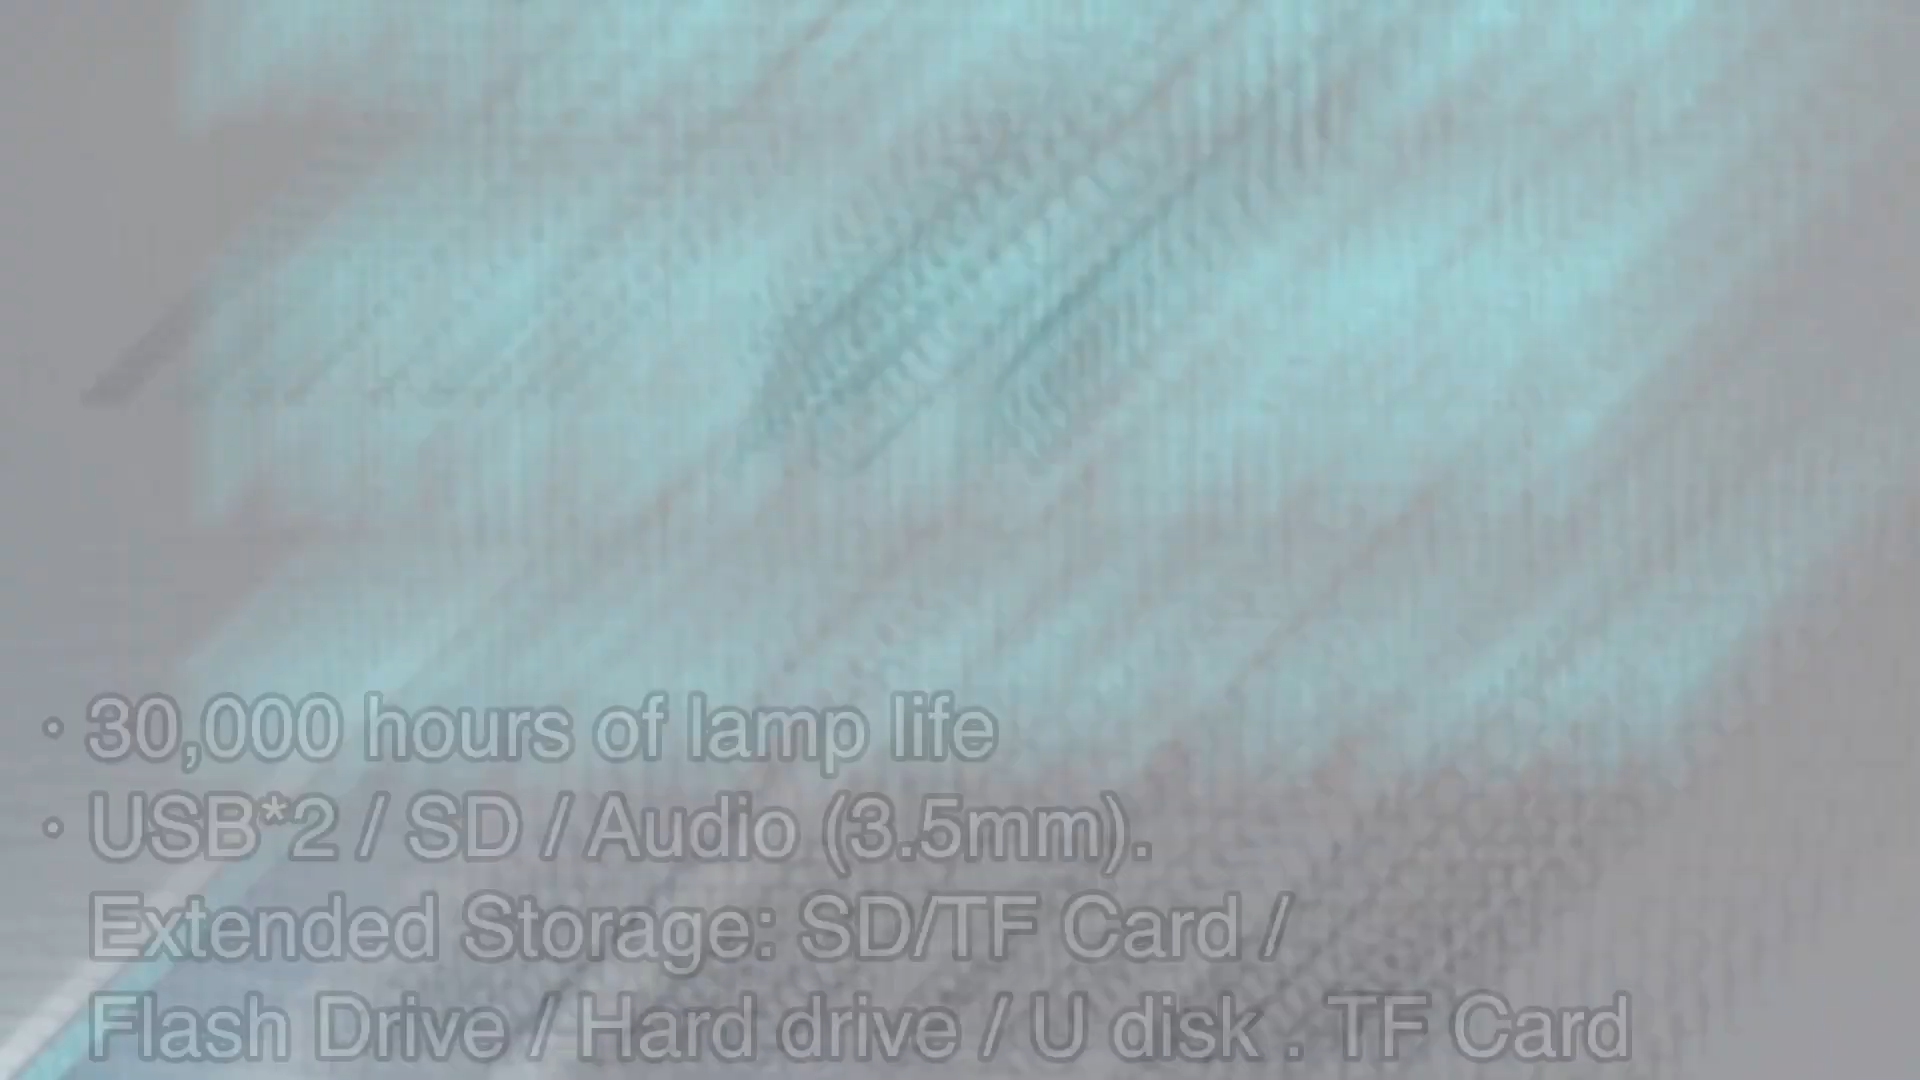 • 30,000 hours of lamp life
• USB*2 / SD / Audio (3.5mm).
Extended Storage: SD/TF Card /
Flash Drive / Hard drive / U disk . TF Card